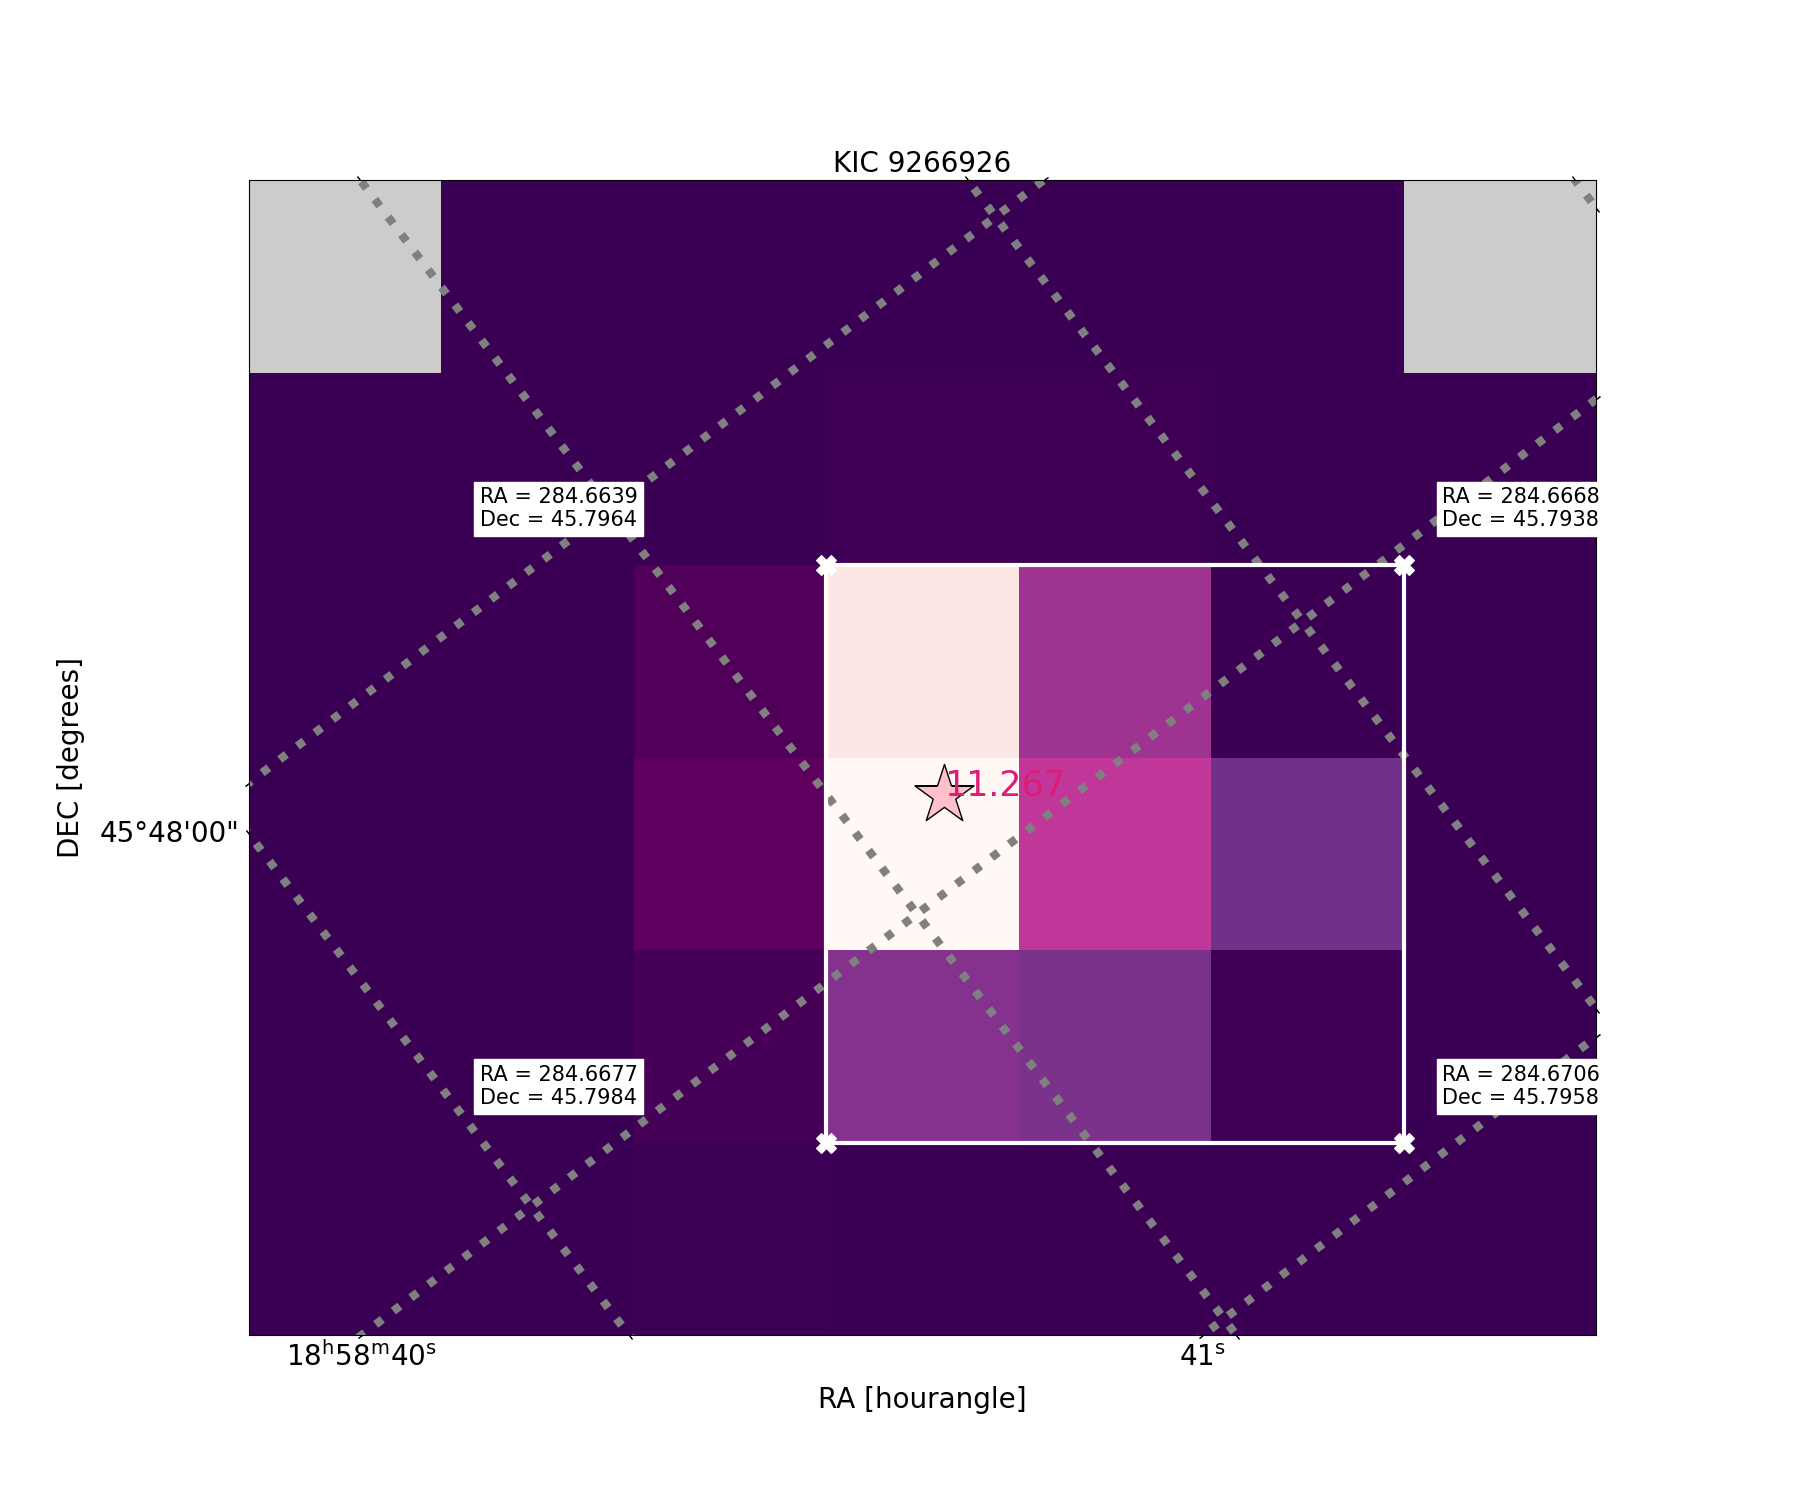 KIC 9266926
RA = 284.6639
Dec = 45.7964
RA = 284.6668
Dec = 45.7938
11.267
DEC [degrees]
45°48'00"
RA = 284.6677
Dec = 45.7984
RA = 284.6706
Dec = 45.7958
18ʰ58ᵐ40ˢ
41ˢ
RA [hourangle]